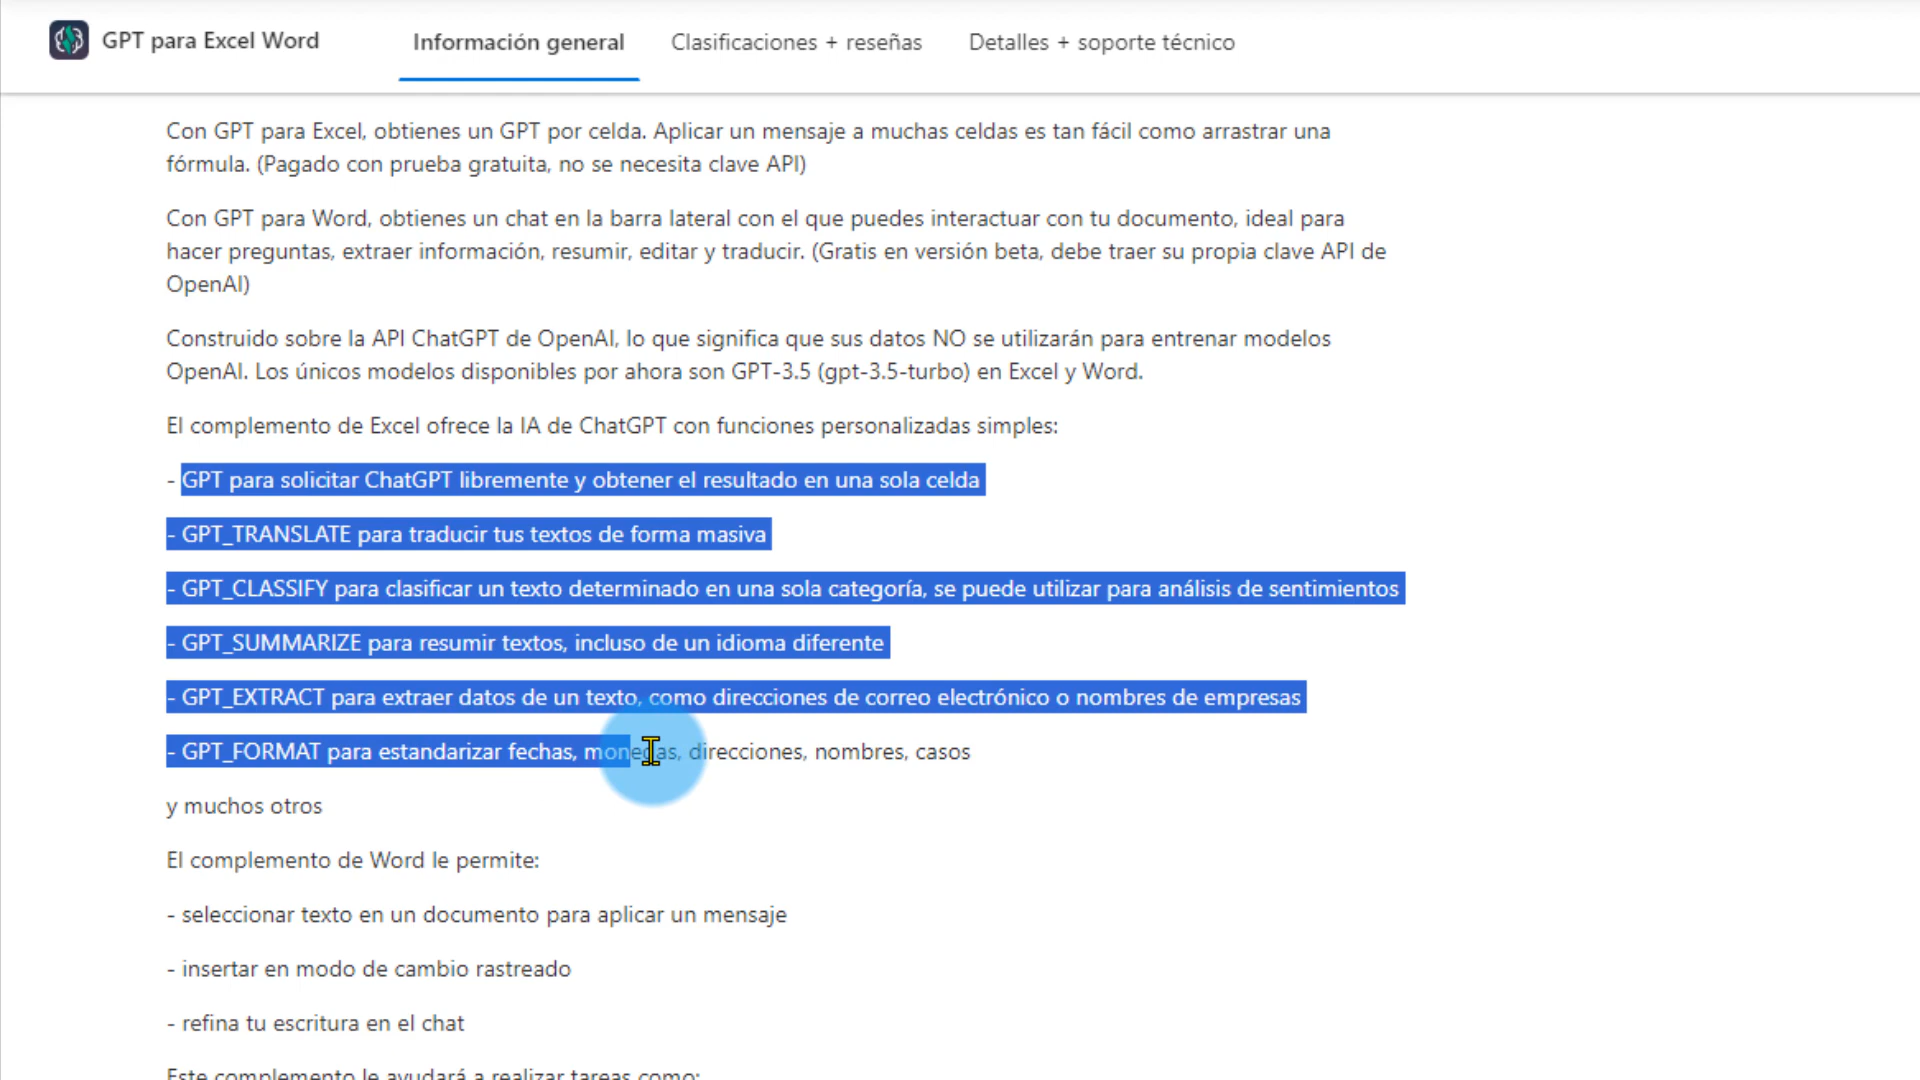 GPT para Excel Word
Información general
Clasificaciones + reseñas
Detalles + soporte técnico
Con GPT para Excel, obtienes un GPT por celda. Aplicar un mensaje a muchas celdas es tan fácil como arrastrar una
fórmula. (Pagado con prueba gratuita, no se necesita clave API)
Con GPT para Word, obtienes un chat en la barra lateral con el que puedes interactuar con tu documento, ideal para
hacer preguntas, extraer información, resumir, editar y traducir. (Gratis en versión beta, debe traer su propia clave API de
OpenAI)
Construido sobre la API ChatGPT de OpenAI, lo que significa que sus datos NO se utilizarán para entrenar modelos
OpenAI. Los únicos modelos disponibles por ahora son GPT-3.5 (gpt-3.5-turbo) en Excel y Word.
El complemento de Excel ofrece la IA de ChatGPT con funciones personalizadas simples:
- GPT para solicitar ChatGPT libremente y obtener el resultado en una sola celda
- GPT_TRANSLATE para traducir tus textos de forma masiva
- GPT_CLASSIFY para clasificar un texto determinado en una sola categoría, se puede utilizar para análisis de sentimientos
- GPT_SUMMARIZE para resumir textos, incluso de un idioma diferente
- GPT_EXTRACT para extraer datos de un texto, como direcciones de correo electrónico o nombres de empresas
- GPT_FORMAT para estandarizar fechas, monedas, direcciones, nombres, casos
y muchos otros
El complemento de Word le permite:
- seleccionar texto en un documento para aplicar un mensaje
- insertar en modo de cambio rastreado
- refina tu escritura en el chat
Este complemento le ayudará a realizar tareas como: